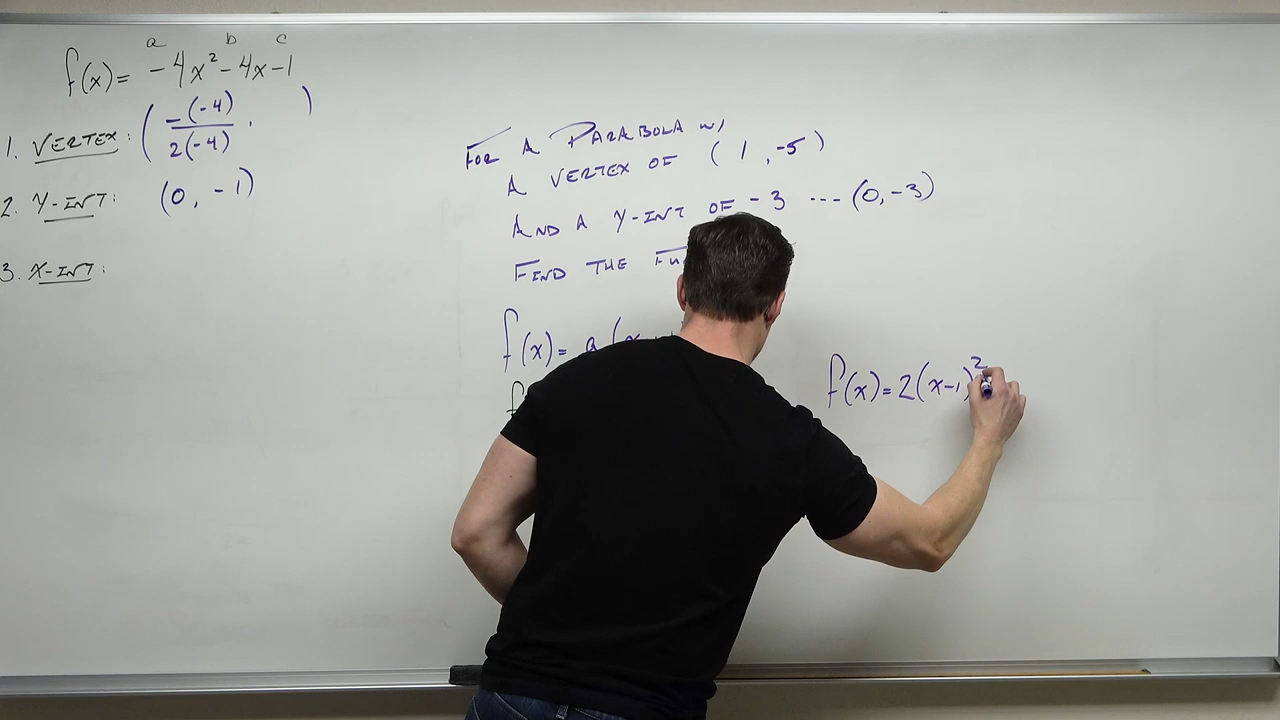 a b c
f(x) = -4x² - 4x - 1
1. VERTEX: ( -(-4)/2(-4) , )
2. Y-INT: (0, -1)
3. X-INT:
FOR A PARABOLA W/
A VERTEX OF (1, -5)
AND A Y-INT OF -3 --- (0, -3)
FIND THE
f(x) = a(x
f
f(x) = 2(x-1)²